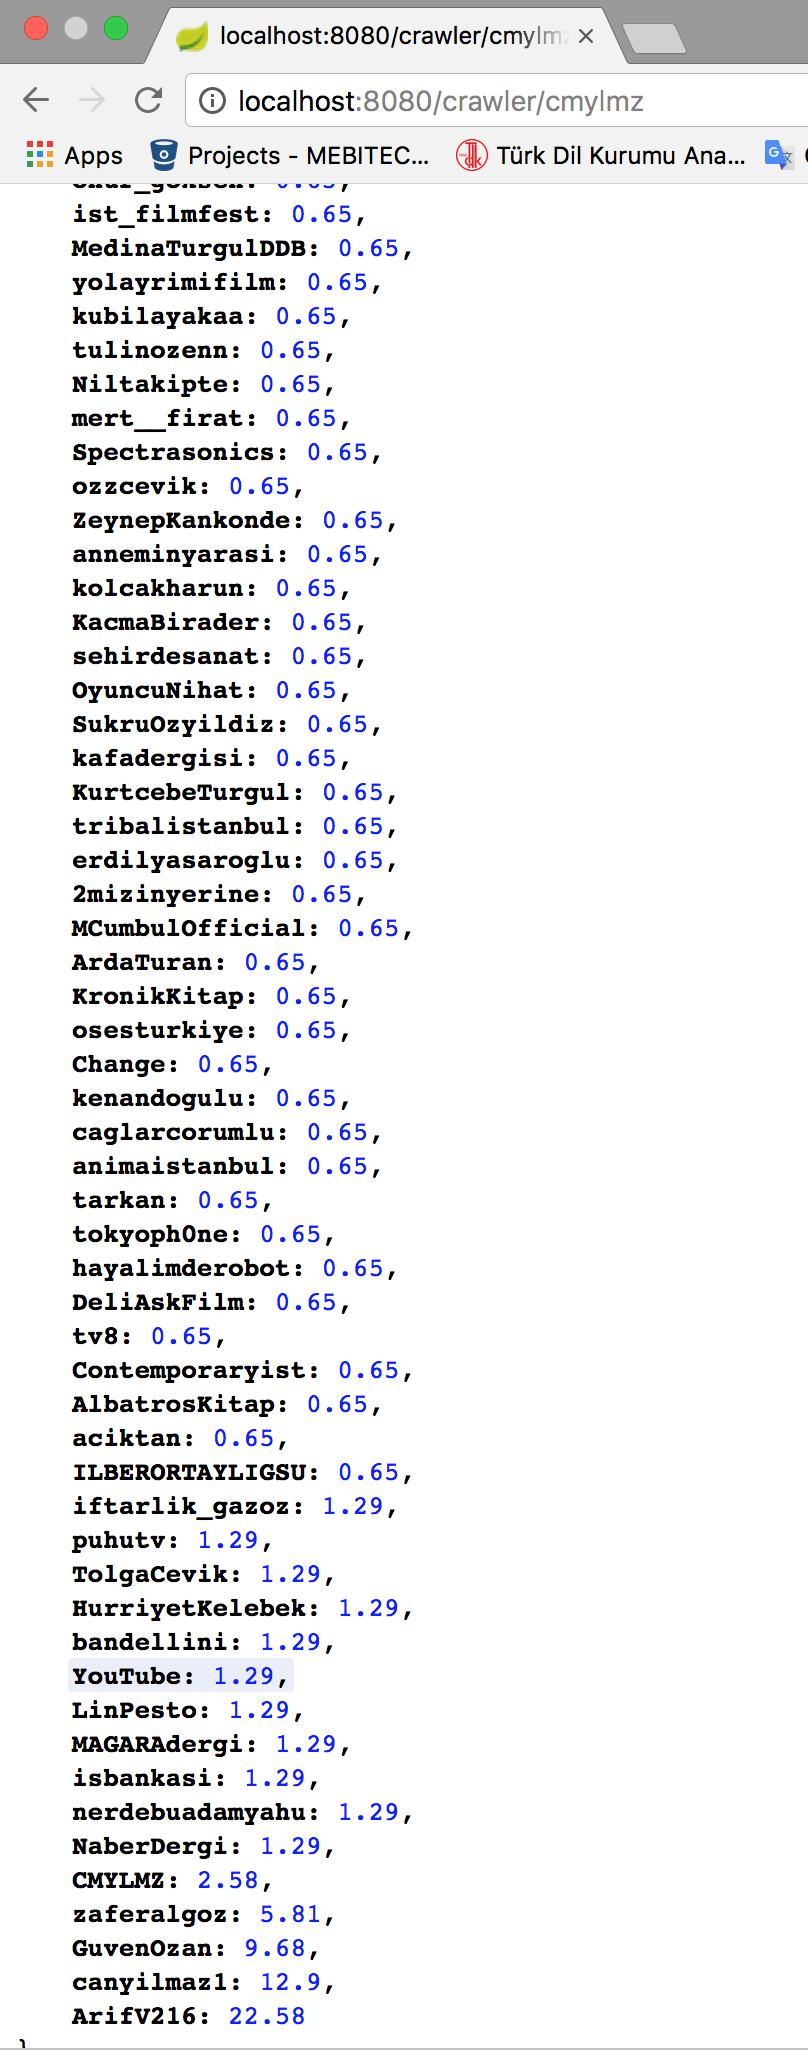 localhost:8080/crawler/cmylmz
localhost:8080/crawler/cmylmz
Apps Projects - MEBITEC... Türk Dil Kurumu Ana...
ist_filmfest: 0.65,
MedinaTurgulDDB: 0.65,
yolayrimifilm: 0.65,
kubilayakaa: 0.65,
tulinozenn: 0.65,
Niltakipte: 0.65,
mert__firat: 0.65,
Spectrasonics: 0.65,
ozzcevik: 0.65,
ZeynepKankonde: 0.65,
anneminyarasi: 0.65,
kolcakharun: 0.65,
KacmaBirader: 0.65,
sehirdesanat: 0.65,
OyuncuNihat: 0.65,
SukruOzyildiz: 0.65,
kafadergisi: 0.65,
KurtcebeTurgul: 0.65,
tribalistanbul: 0.65,
erdilyasaroglu: 0.65,
2mizinyerine: 0.65,
MCumbulOfficial: 0.65,
ArdaTuran: 0.65,
KronikKitap: 0.65,
osesturkiye: 0.65,
Change: 0.65,
kenandogulu: 0.65,
caglarcorumlu: 0.65,
animaistanbul: 0.65,
tarkan: 0.65,
tokyoph0ne: 0.65,
hayalimderobot: 0.65,
DeliAskFilm: 0.65,
tv8: 0.65,
Contemporaryist: 0.65,
AlbatrosKitap: 0.65,
aciktan: 0.65,
ILBERORTAYLIGSU: 0.65,
iftarlik_gazoz: 1.29,
puhutv: 1.29,
TolgaCevik: 1.29,
HurriyetKelebek: 1.29,
bandellini: 1.29,
YouTube: 1.29,
LinPesto: 1.29,
MAGARAdergi: 1.29,
isbankasi: 1.29,
nerdebuadamyahu: 1.29,
NaberDergi: 1.29,
CMYLMZ: 2.58,
zaferalgoz: 5.81,
GuvenOzan: 9.68,
canyilmaz1: 12.9,
ArifV216: 22.58
}